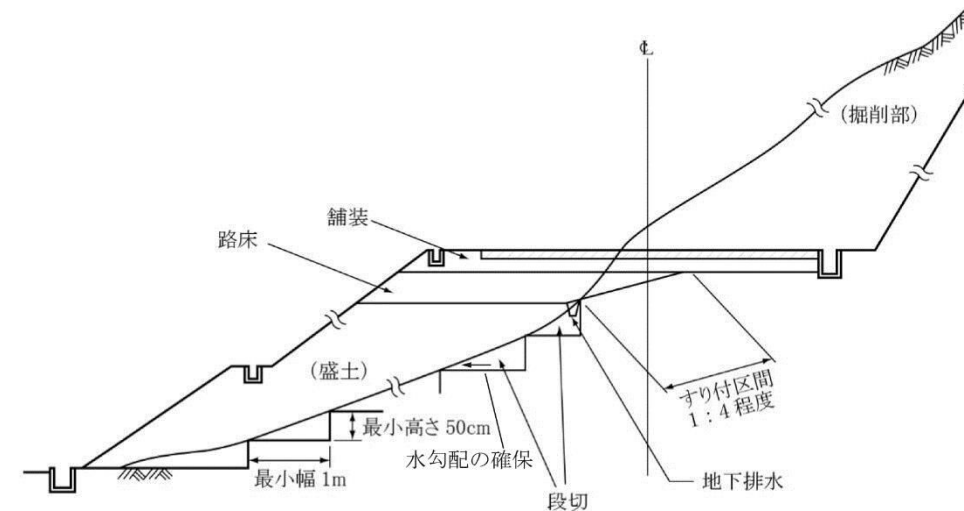 ℄
(掘削部)
舗装
路床
(盛土)
すり付区間
1:4程度
最小高さ50cm
水勾配の確保
最小幅1m
地下排水
段切